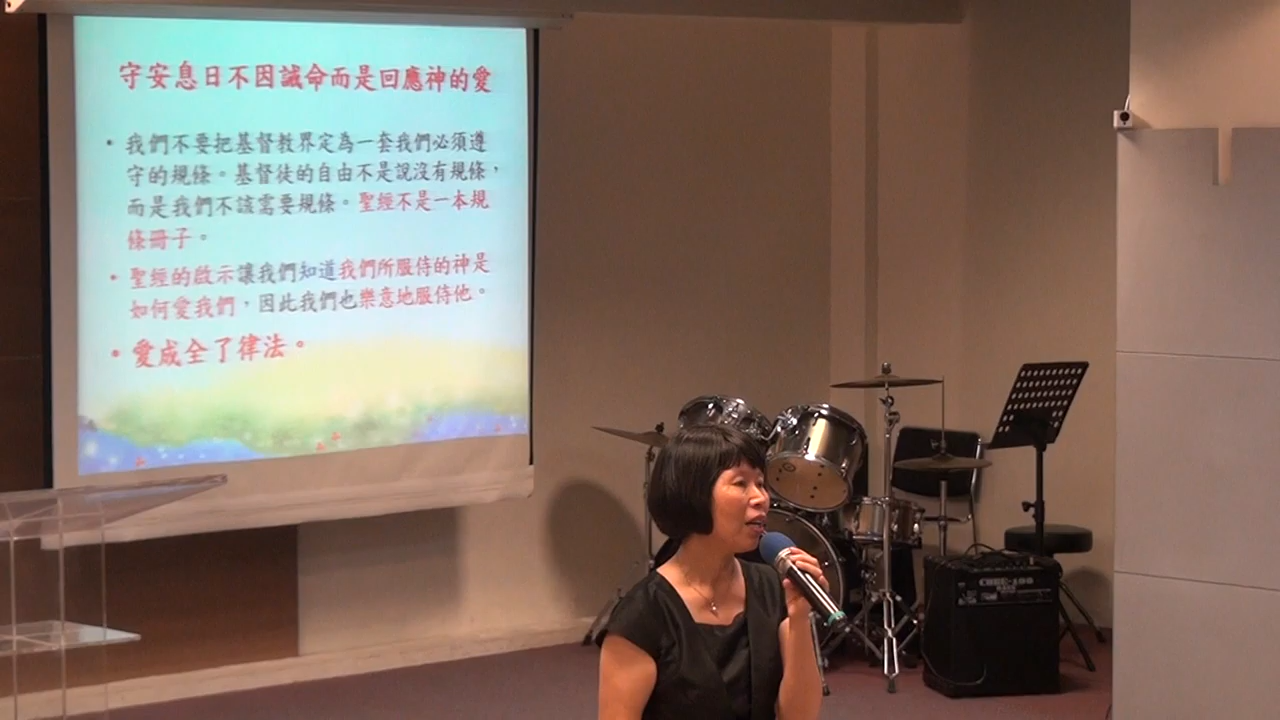 守安息日不因誡命而是回應神的愛
• 我們不要把基督教界定為一套我們必須遵
守的規條。基督徒的自由不是說沒有規條，
而是我們不該需要規條。聖經不是一本規
條冊子。
• 聖經的啟示讓我們知道我們所服侍的神是
如何愛我們，因此我們也樂意地服侍他。
• 愛成全了律法。
CUBE-100